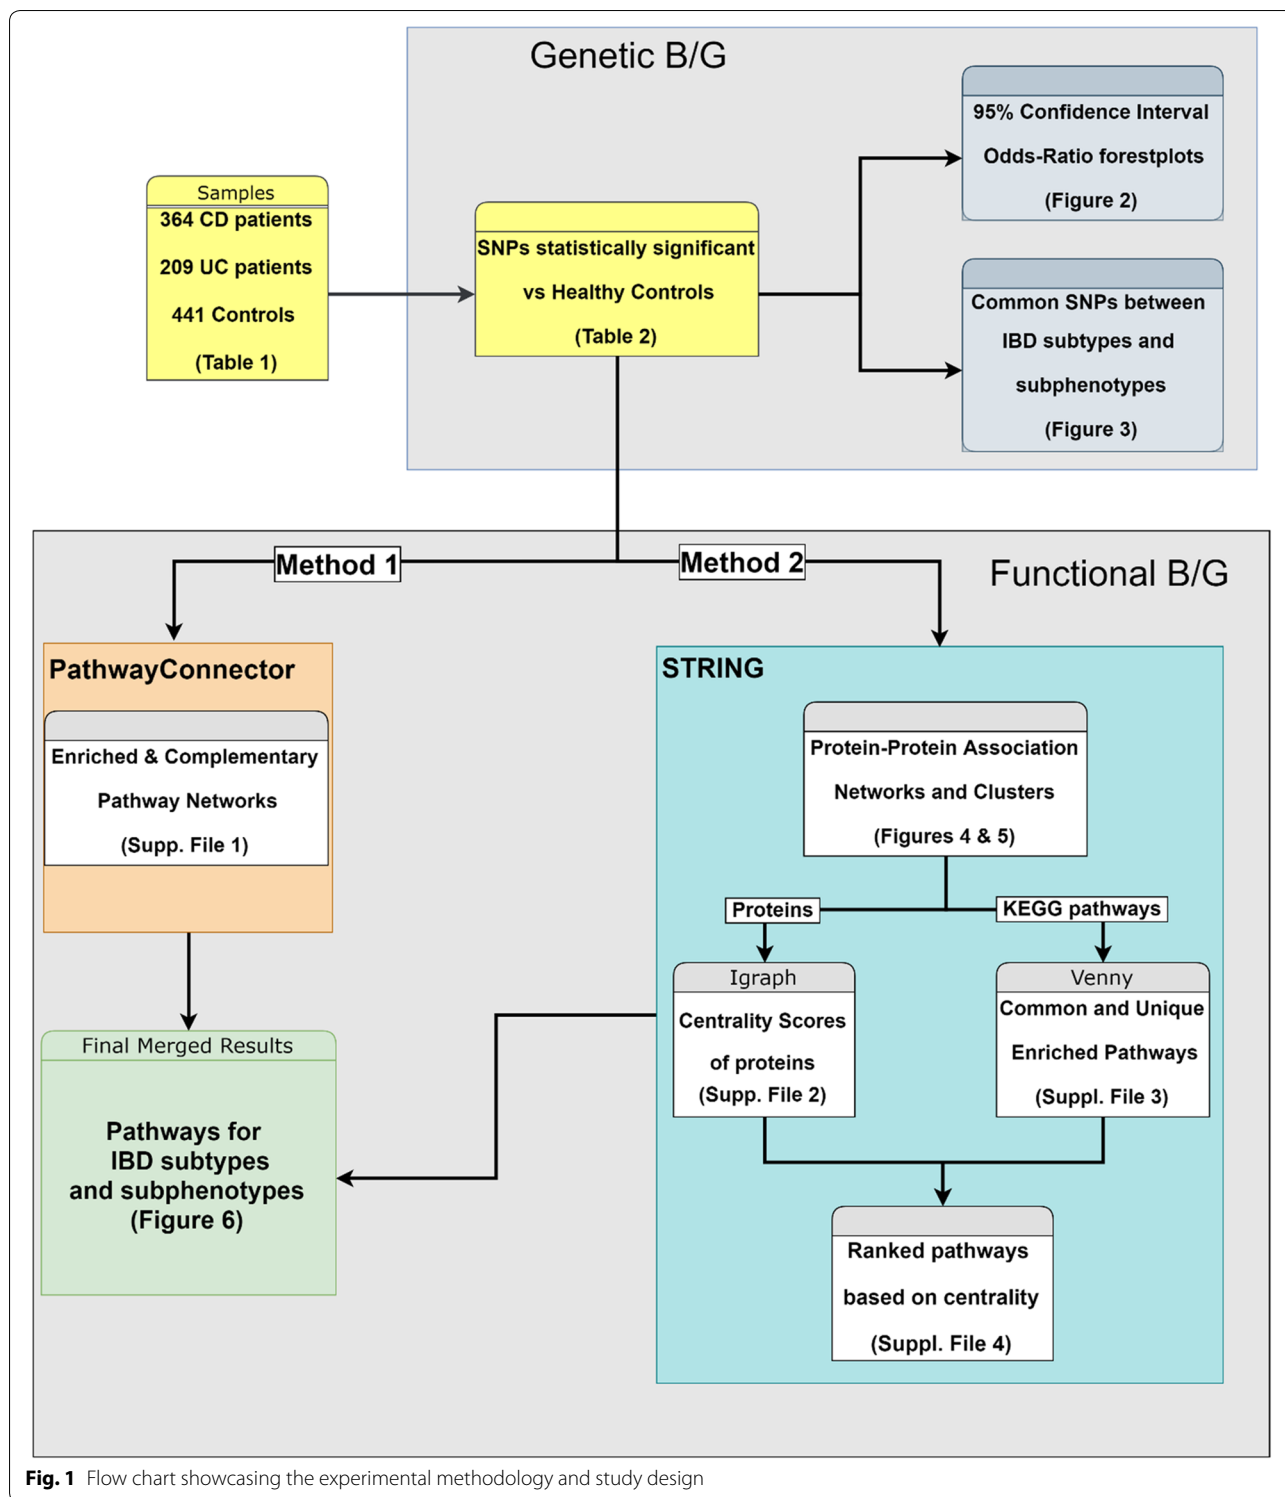 Genetic B/G
Samples
364 CD patients
209 UC patients
441 Controls
(Table 1)
SNPs statistically significant
vs Healthy Controls
(Table 2)
95% Confidence Interval
Odds-Ratio forestplots
(Figure 2)
Common SNPs between
IBD subtypes and
subphenotypes
(Figure 3)
Functional B/G
Method 1
Method 2
PathwayConnector
Enriched & Complementary
Pathway Networks
(Supp. File 1)
STRING
Protein-Protein Association
Networks and Clusters
(Figures 4 & 5)
Proteins
KEGG pathways
Igraph
Centrality Scores
of proteins
(Supp. File 2)
Venny
Common and Unique
Enriched Pathways
(Suppl. File 3)
Ranked pathways
based on centrality
(Suppl. File 4)
Final Merged Results
Pathways for
IBD subtypes
and subphenotypes
(Figure 6)
Fig. 1 Flow chart showcasing the experimental methodology and study design